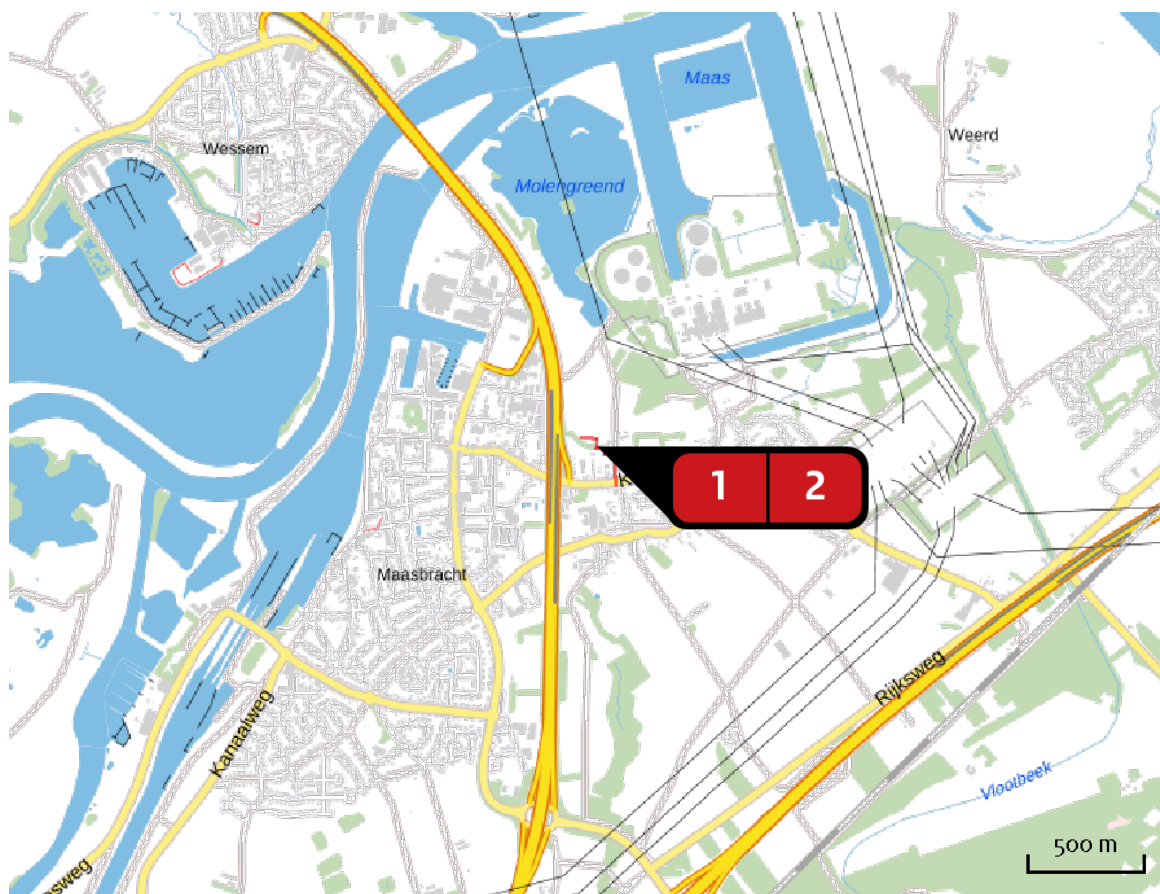 Maas
Weerd
Wessem
Molengreend
1
2
Maasbracht
Rijksweg
Kanaalweg
Vlootbeek
500 m